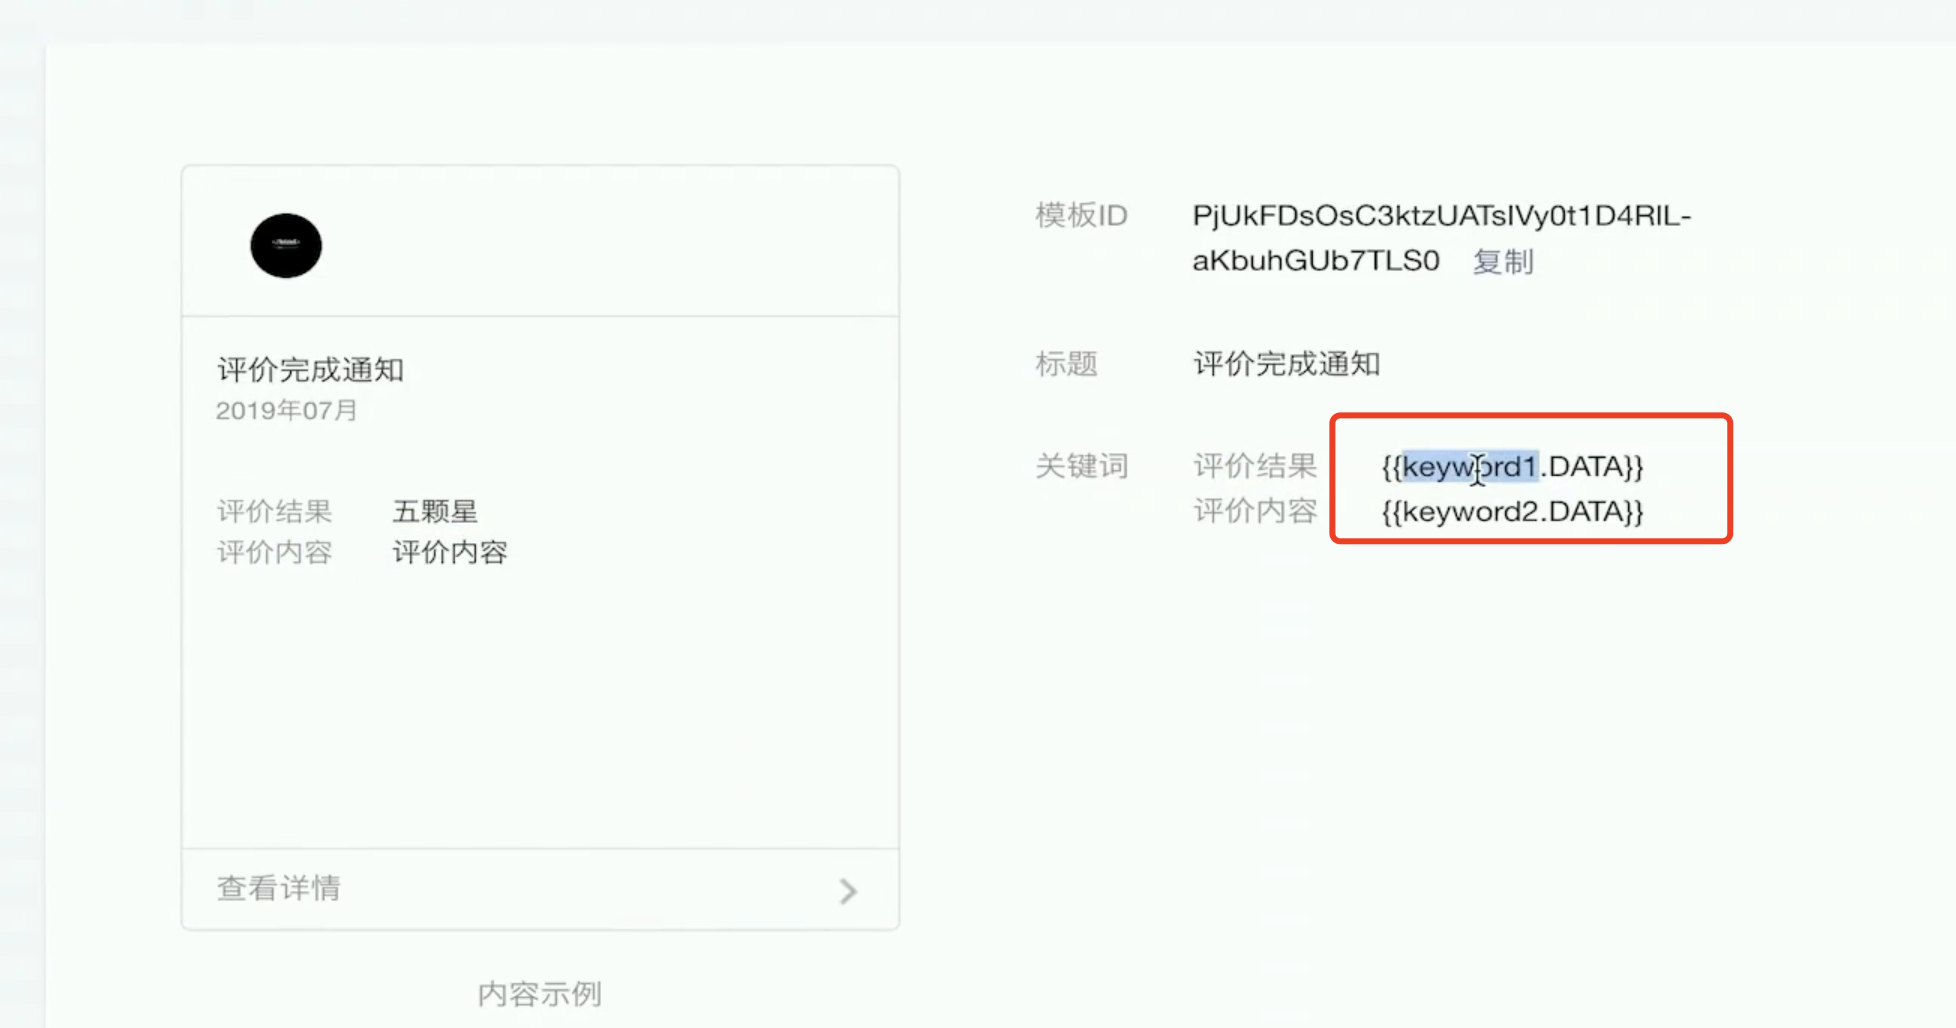 评价完成通知
2019年07月
评价结果 五颗星
评价内容 评价内容
查看详情
内容示例
模板ID PjUkFDsOsC3ktzUATsIVy0t1D4RIL-
aKbuhGUb7TLS0 复制
标题 评价完成通知
关键词 评价结果 {{keyword1.DATA}}
评价内容 {{keyword2.DATA}}